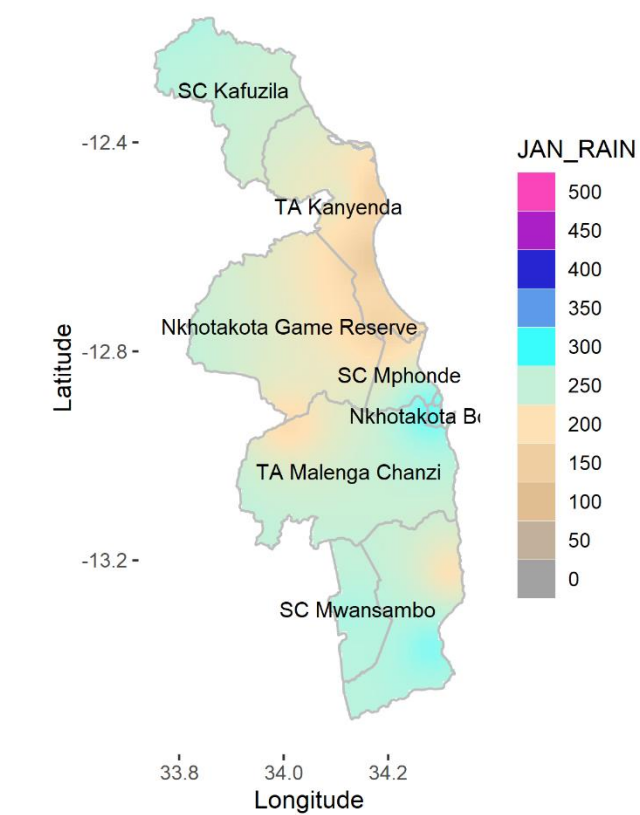 SC Kafuzila
-12.4
JAN_RAIN
500
TA Kanyenda
450
400
350
Nkhotakota Game Reserve
300
Latitude
-12.8
SC Mphonde
250
Nkhotakota Bo
200
150
TA Malenga Chanzi
100
50
-13.2
0
SC Mwansambo
33.8
34.0
34.2
Longitude